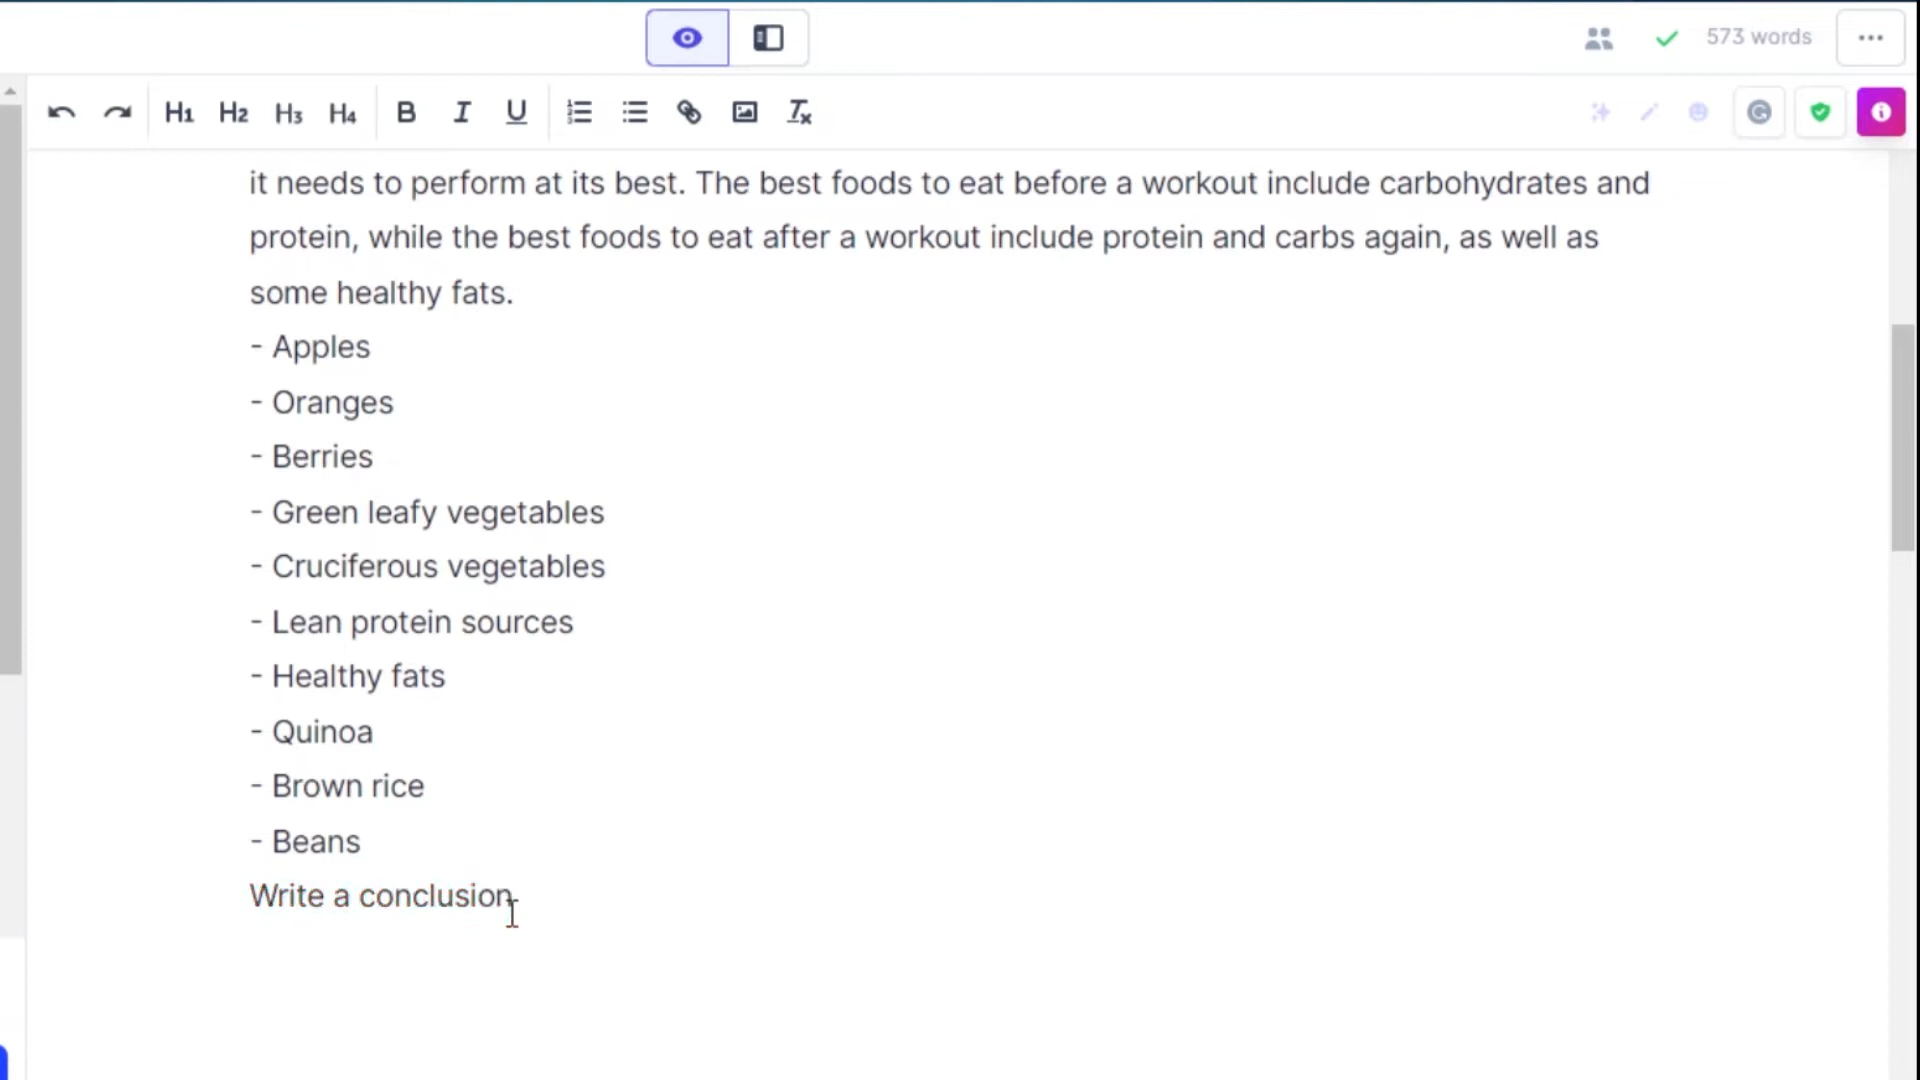 573 words
H1 H2 H3 H4 B I U
it needs to perform at its best. The best foods to eat before a workout include carbohydrates and
protein, while the best foods to eat after a workout include protein and carbs again, as well as
some healthy fats.
- Apples
- Oranges
- Berries
- Green leafy vegetables
- Cruciferous vegetables
- Lean protein sources
- Healthy fats
- Quinoa
- Brown rice
- Beans
Write a conclusion